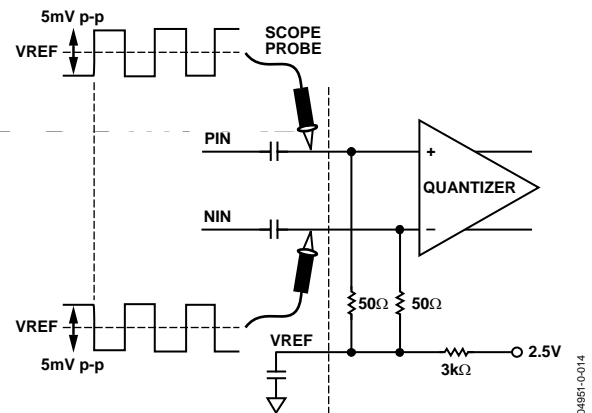 5mV p-p
VREF
SCOPE
PROBE
PIN
+
QUANTIZER
NIN
−
50Ω
50Ω
VREF
VREF
5mV p-p
2.5V
3kΩ
04951-0-014